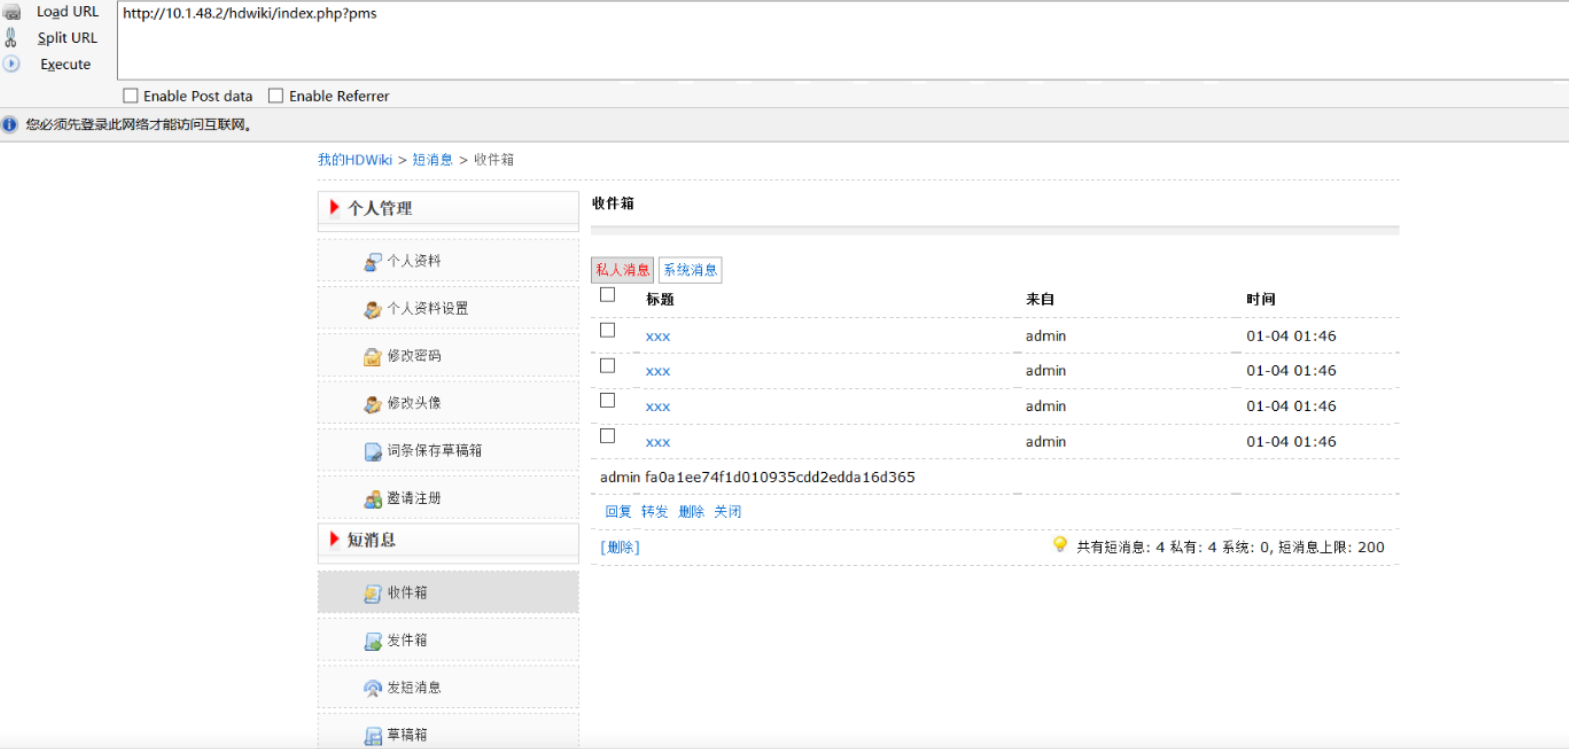 Load URL
http://10.1.48.2/hdwiki/index.php?pms
Split URL
Execute
Enable Post data Enable Referrer
您必须先登录此网络才能访问互联网。
我的HDWiki > 短消息 > 收件箱
个人管理
个人资料
个人资料设置
修改密码
修改头像
词条保存草稿箱
邀请注册
短消息
收件箱
发件箱
发短消息
草稿箱
收件箱
私人消息 系统消息
标题 来自 时间
xxx admin 01-04 01:46
xxx admin 01-04 01:46
xxx admin 01-04 01:46
xxx admin 01-04 01:46
admin fa0a1ee74f1d010935cdd2edda16d365
回复 转发 删除 关闭
[删除] 共有短消息: 4 私有: 4 系统: 0, 短消息上限: 200